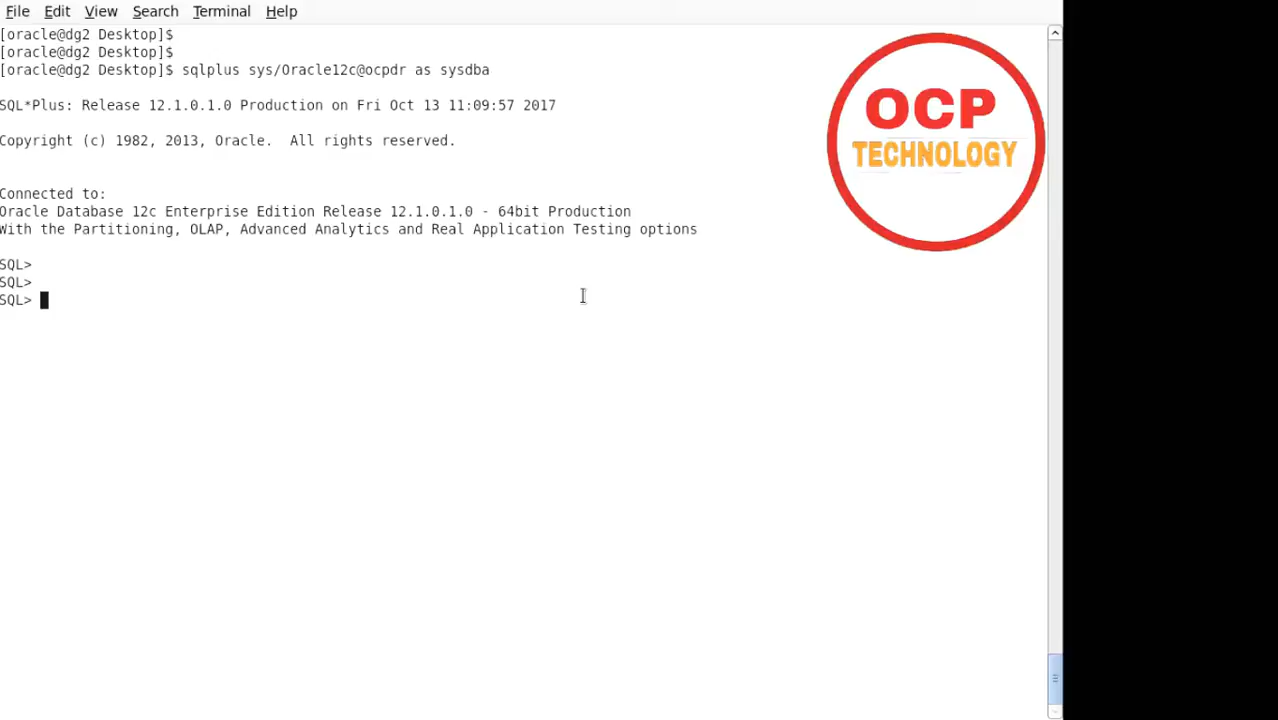 File Edit View Search Terminal Help
[oracle@dg2 Desktop]$
[oracle@dg2 Desktop]$
[oracle@dg2 Desktop]$ sqlplus sys/Oracle12c@ocpdr as sysdba
SQL*Plus: Release 12.1.0.1.0 Production on Fri Oct 13 11:09:57 2017
Copyright (c) 1982, 2013, Oracle.  All rights reserved.
Connected to:
Oracle Database 12c Enterprise Edition Release 12.1.0.1.0 - 64bit Production
With the Partitioning, OLAP, Advanced Analytics and Real Application Testing options
SQL>
SQL>
SQL>
OCP
TECHNOLOGY